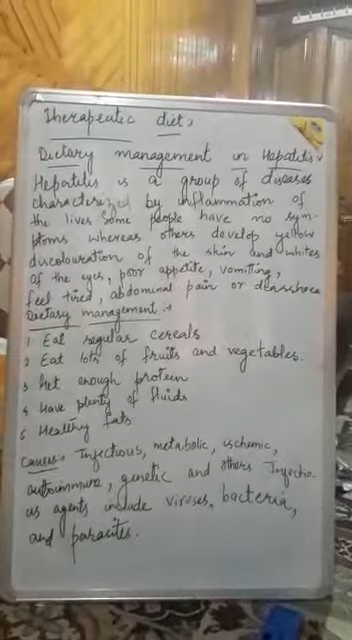 Therapeutic diet,
Dietary management in Hepatitis:
Hepatitis is a group of diseases
characterized by inflammation of
the lives Some people have no sym-
ptoms whereas others develop yellow
discolouration of the skin and whites
of the eyes, poor appetite, vomitting,
feel tired, abdominal pain or diarrhoea
Dietary management :-
1 Eat regular cereals
2 Eat lots of fruits and vegetables.
3 Get enough protein
4 Have plenty of fluids
5 Healthy fats
Causes:- Infectious, metabolic, ischemic,
autoimmune, genetic and others Infectio-
us agents include viruses, bacteria,
and parasites.